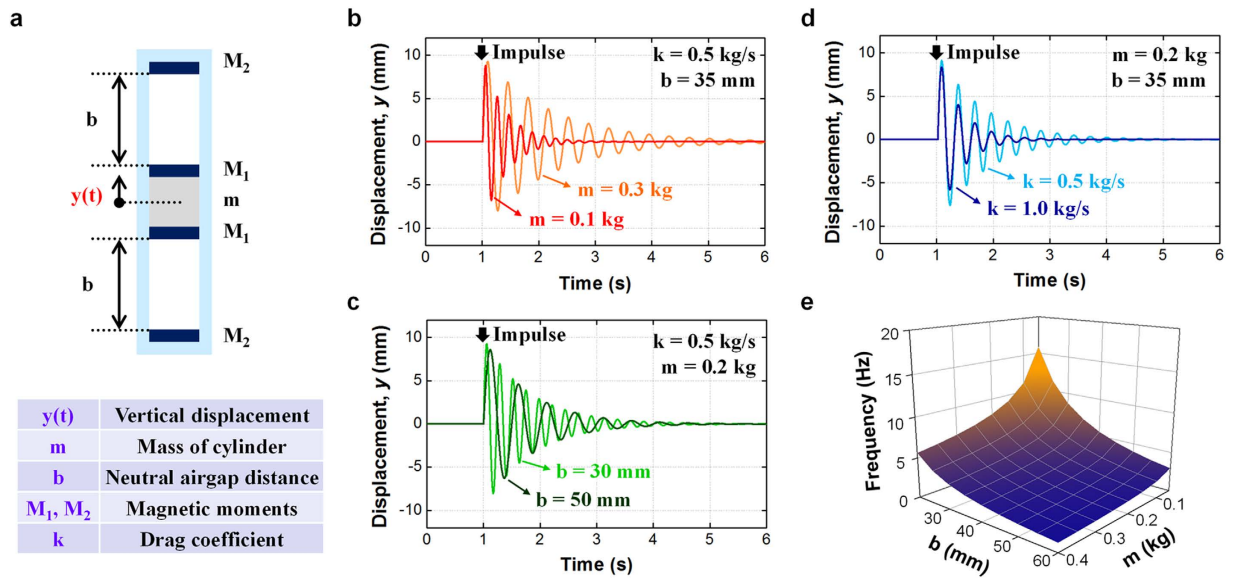 a
M2
b
M1
y(t)
m
M1
b
M2
y(t) Vertical displacement
m Mass of cylinder
b Neutral airgap distance
M1, M2 Magnetic moments
k Drag coefficient
b
Impulse
k = 0.5 kg/s
b = 35 mm
Displacement, y (mm)
10
5
0
-5
-10
m = 0.3 kg
m = 0.1 kg
0 1 2 3 4 5 6
Time (s)
c
Impulse
k = 0.5 kg/s
m = 0.2 kg
Displacement, y (mm)
10
5
0
-5
-10
b = 30 mm
b = 50 mm
0 1 2 3 4 5 6
Time (s)
d
Impulse
m = 0.2 kg
b = 35 mm
Displacement, y (mm)
10
5
0
-5
-10
k = 0.5 kg/s
k = 1.0 kg/s
0 1 2 3 4 5 6
Time (s)
e
Frequency (Hz)
20
15
10
5
0
30
40
50
60
b (mm)
0.4
0.3
0.2
0.1
m (kg)